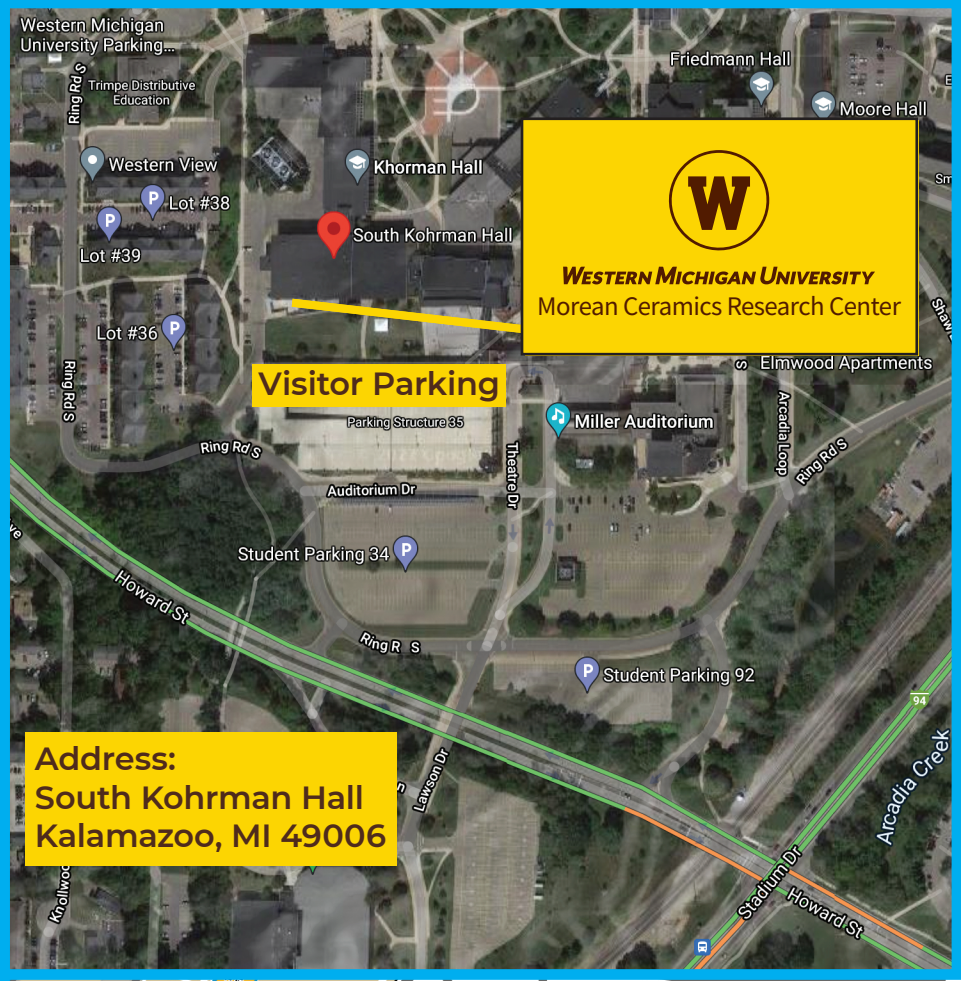 Western Michigan
University Parking...
Ring Rd S
Trimpe Distributive
Education
Friedmann Hall
Moore Hall
Western View
Khorman Hall
P
Lot #38
P
Lot #39
South Kohrman Hall
W
WESTERN MICHIGAN UNIVERSITY
Morean Ceramics Research Center
Lot #36
P
S
Elmwood Apartments
Ring Rd S
Visitor Parking
Parking Structure 35
Miller Auditorium
Arcadia Loop
Ring Rd S
Ring Rd S
Theatre Dr
Auditorium Dr
Student Parking 34
P
Howard St
Ring R S
P
Student Parking 92
94
Arcadia Creek
Address:
South Kohrman Hall
Kalamazoo, MI 49006
Lawson Dr
Stadium Dr
Howard St